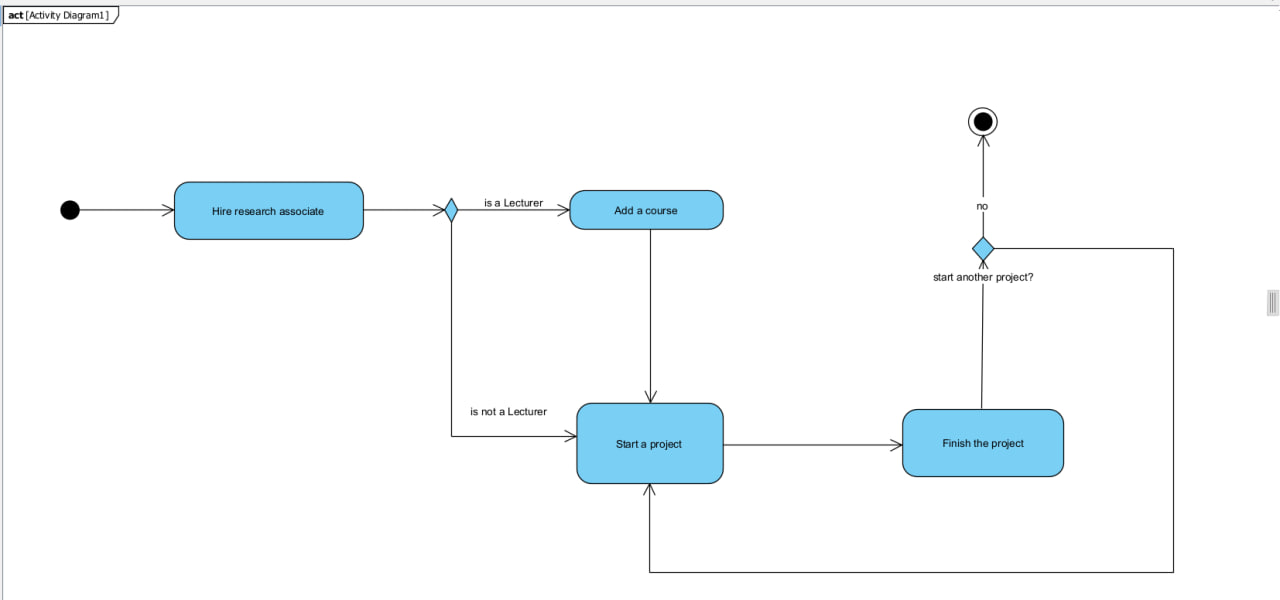 act [Activity Diagram1]
Hire research associate
is a Lecturer
Add a course
no
start another project?
is not a Lecturer
Start a project
Finish the project